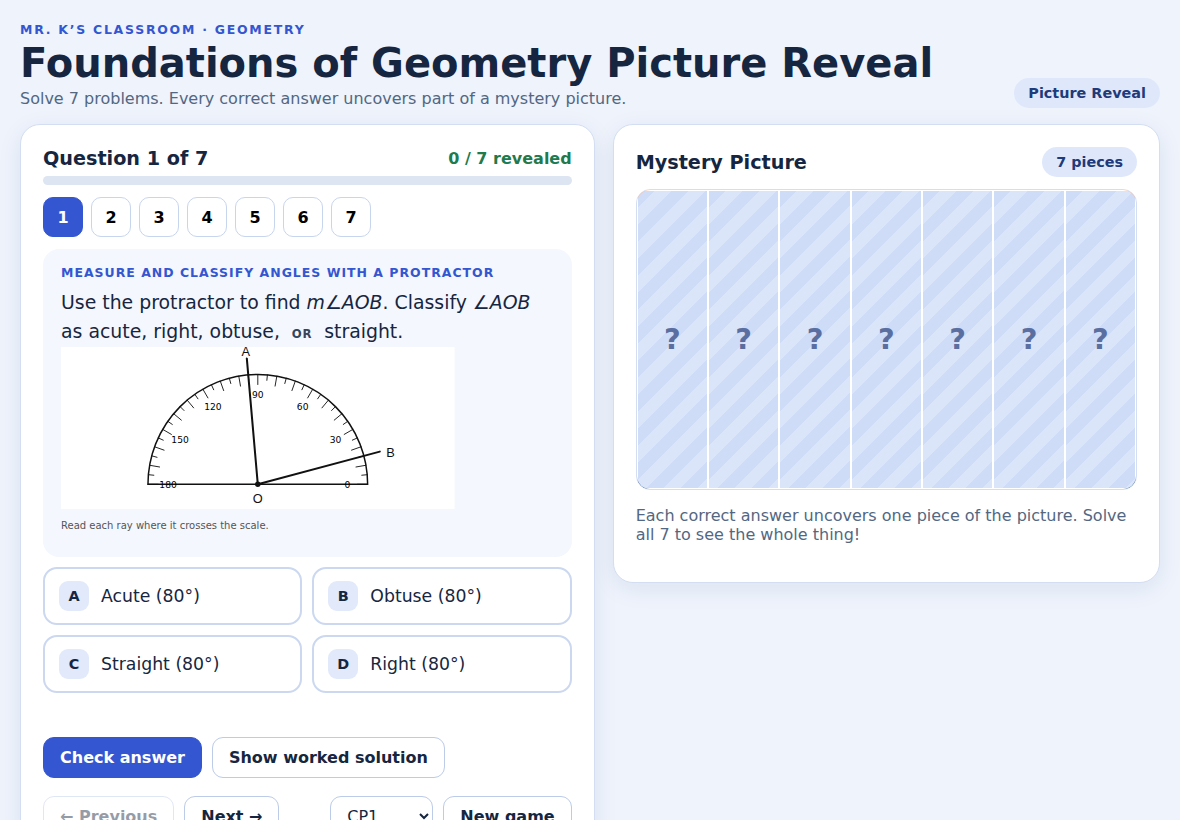 MR. K'S CLASSROOM · GEOMETRY
Foundations of Geometry Picture Reveal
Solve 7 problems. Every correct answer uncovers part of a mystery picture.
Picture Reveal
Question 1 of 7
0 / 7 revealed
1 2 3 4 5 6 7
MEASURE AND CLASSIFY ANGLES WITH A PROTRACTOR
Use the protractor to find m∠AOB. Classify ∠AOB
as acute, right, obtuse, OR straight.
A
90
120 60
150 30
B
180 0
O
Read each ray where it crosses the scale.
A Acute (80°)
B Obtuse (80°)
C Straight (80°)
D Right (80°)
Check answer
Show worked solution
← Previous
Next →
CP1
New game
Mystery Picture
7 pieces
? ? ? ? ? ? ?
Each correct answer uncovers one piece of the picture. Solve
all 7 to see the whole thing!